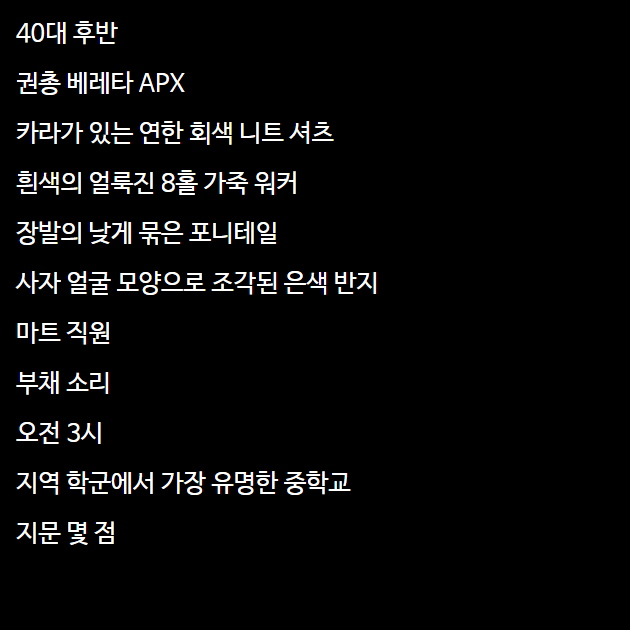 40대 후반
권총 베레타 APX
카라가 있는 연한 회색 니트 셔츠
흰색의 얼룩진 8홀 가죽 워커
장발의 낮게 묶은 포니테일
사자 얼굴 모양으로 조각된 은색 반지
마트 직원
부채 소리
오전 3시
지역 학군에서 가장 유명한 중학교
지문 몇 점